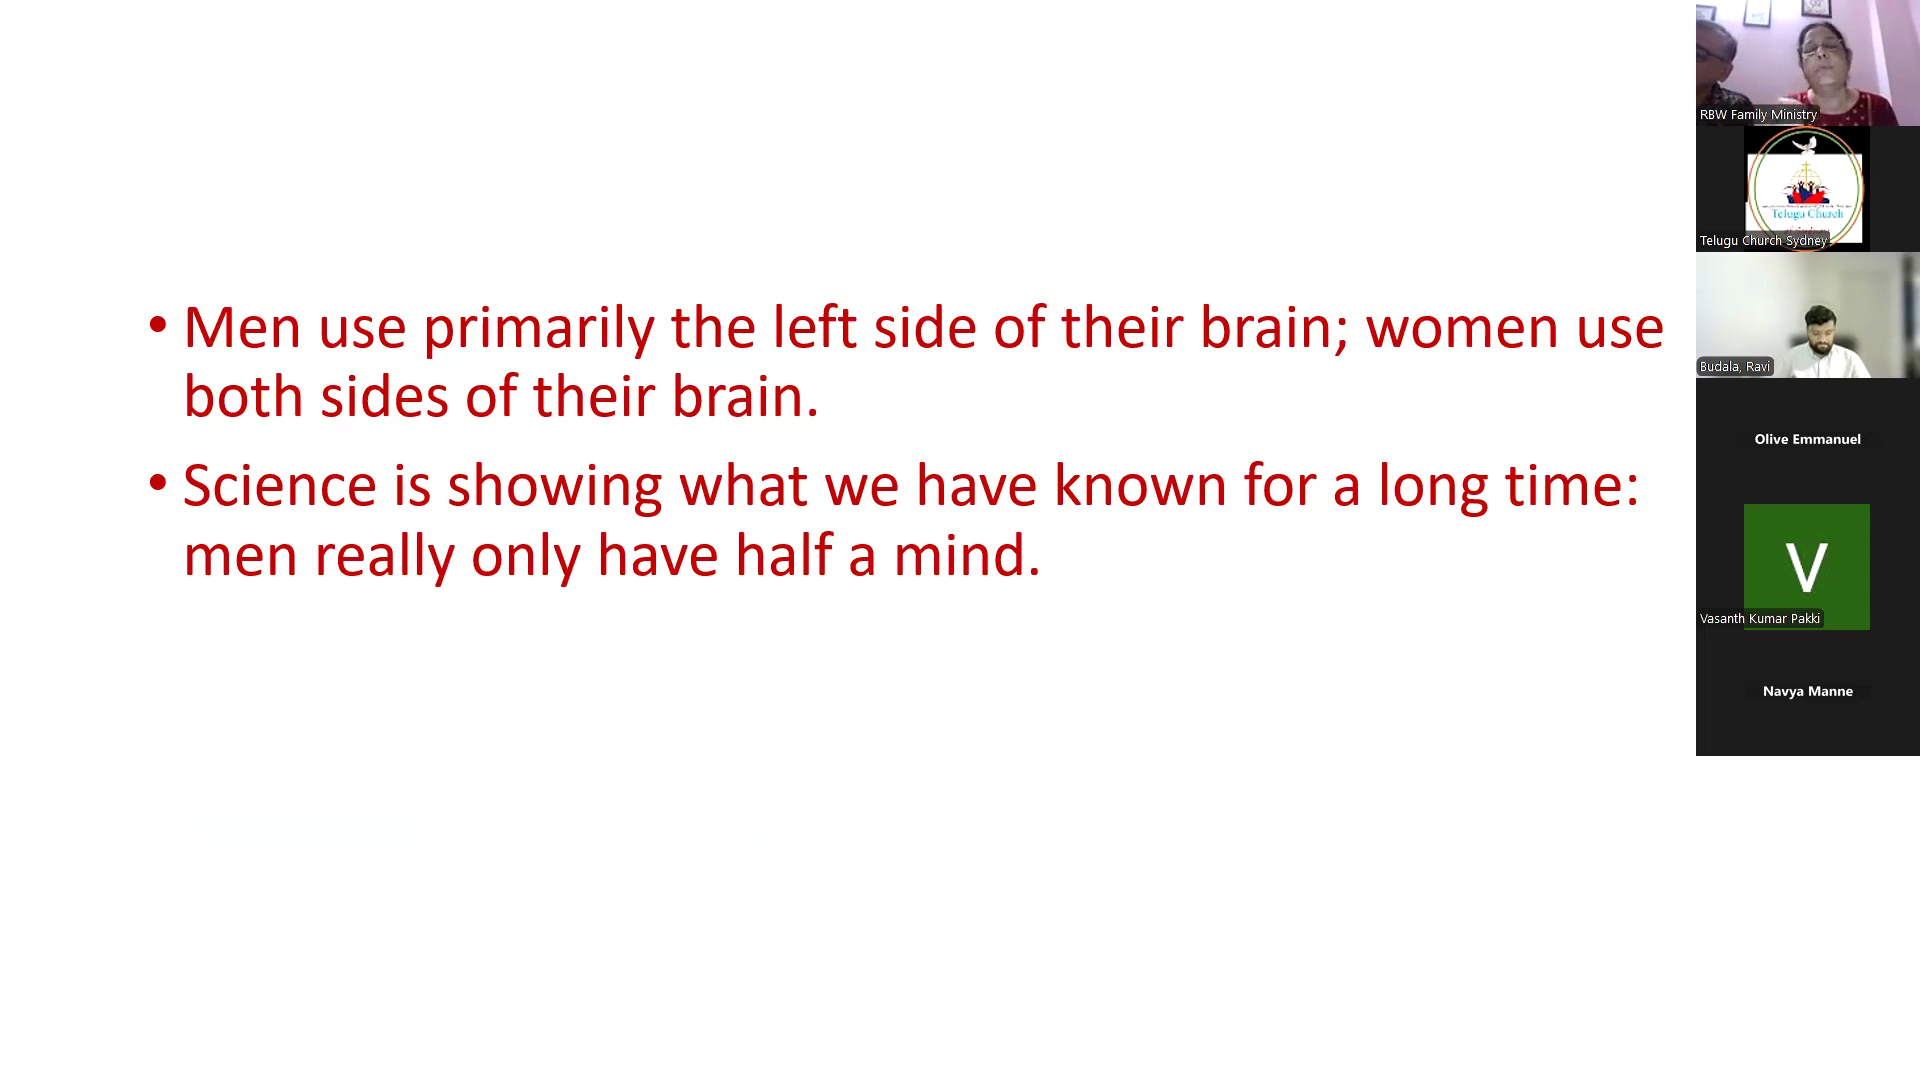 • Men use primarily the left side of their brain; women use
both sides of their brain.
• Science is showing what we have known for a long time:
men really only have half a mind.
RBW Family Ministry
Telugu Church
Telugu Church Sydney
Budala, Ravi
Olive Emmanuel
V
Vasanth Kumar Pakki
Navya Manne